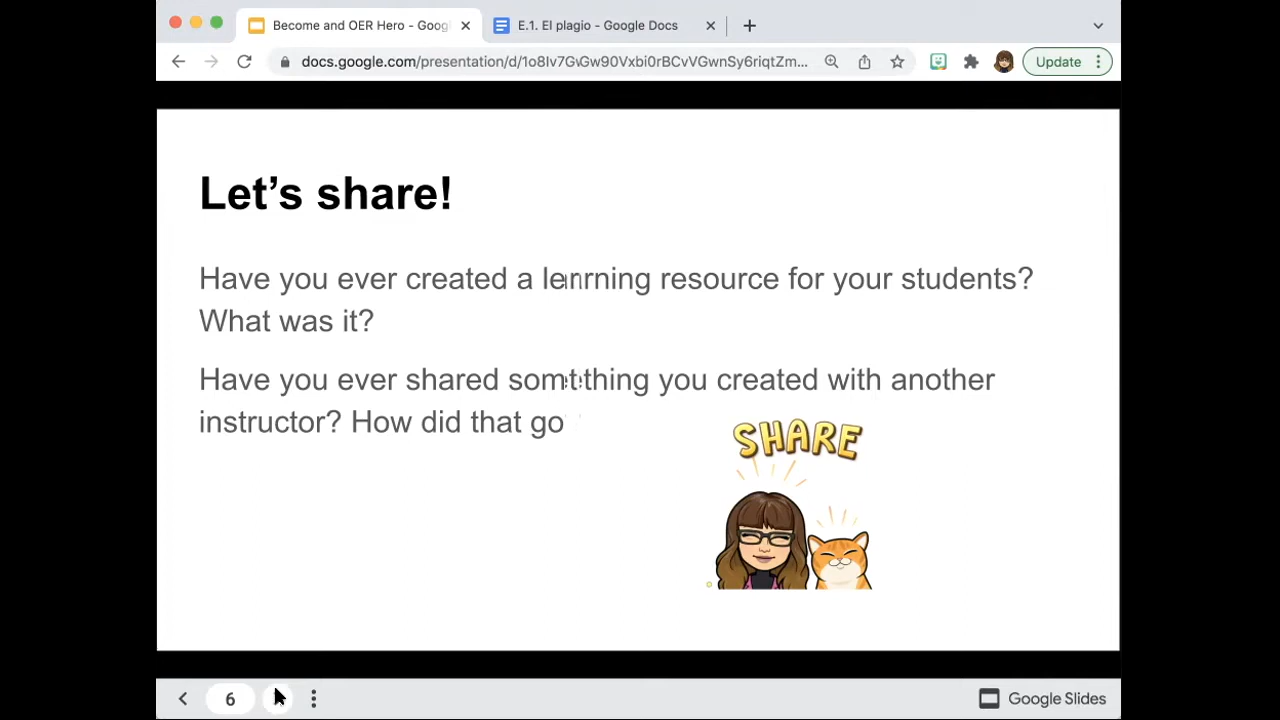 Become and OER Hero - Goog
E.1. El plagio - Google Docs
docs.google.com/presentation/d/1o8Iv7GvGw90Vxbi0rBCvVGwnSy6riqtZm...
Update
Let’s share!
Have you ever created a learning resource for your students?
What was it?
Have you ever shared something you created with another
instructor? How did that go
SHARE
6
Google Slides